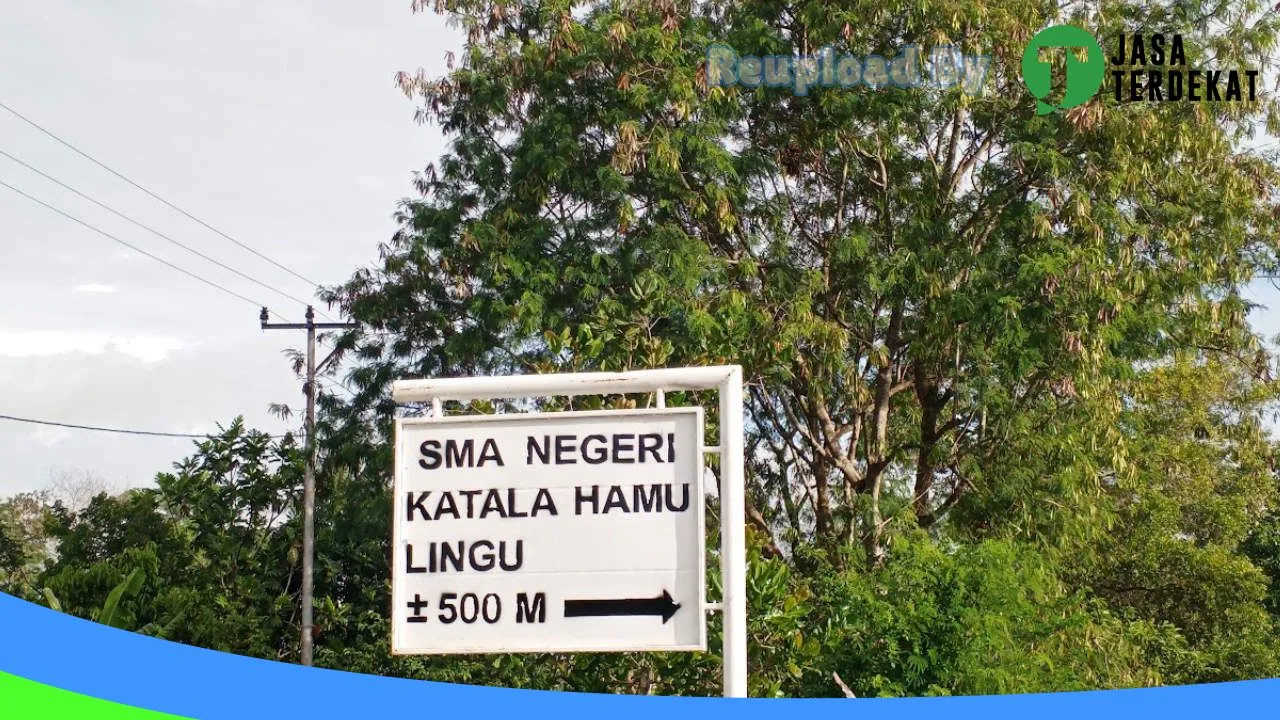 Reupload By
JASA
TERDEKAT
SMA NEGERI
KATALA HAMU
LINGU
± 500 M